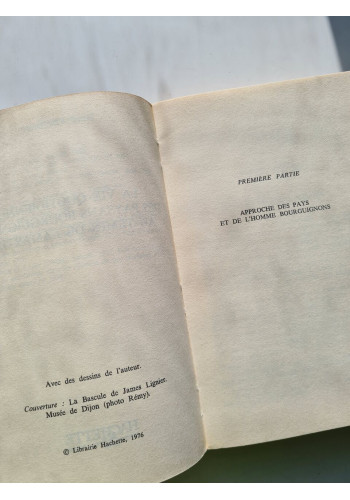 Avec des dessins de l'auteur.
Couverture : La Bascule de James Lignier.
Musée de Dijon (photo Rémy).
© Librairie Hachette, 1976
PREMIÈRE PARTIE
APPROCHE DES PAYS
ET DE L'HOMME BOURGUIGNONS